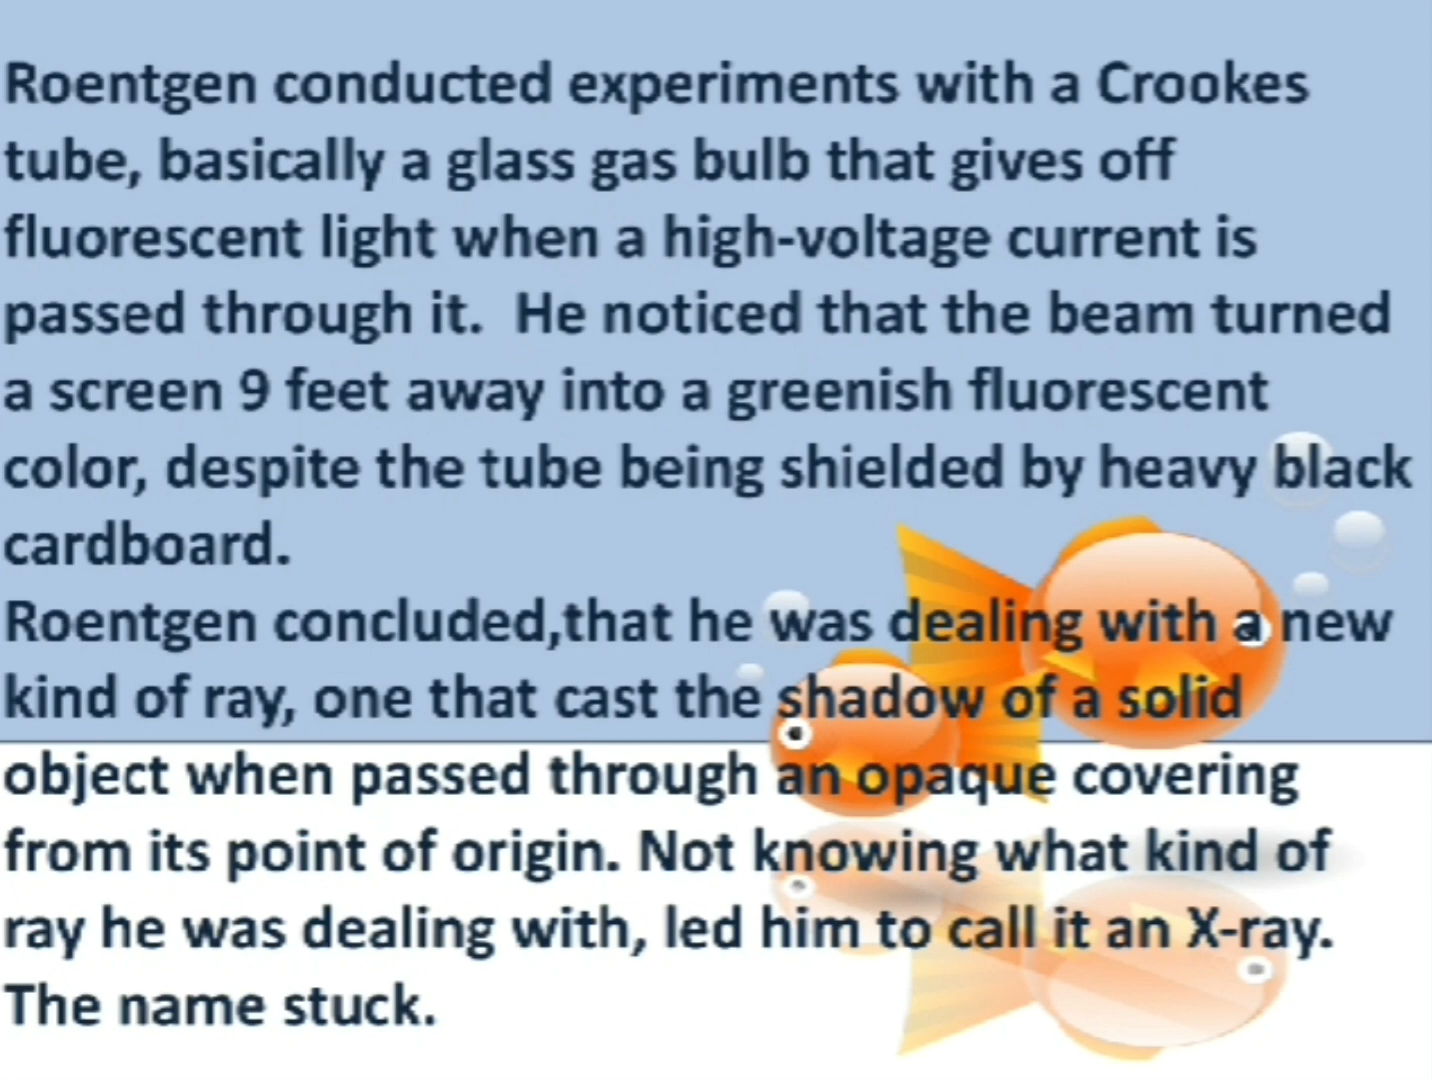 Roentgen conducted experiments with a Crookes
tube, basically a glass gas bulb that gives off
fluorescent light when a high-voltage current is
passed through it.  He noticed that the beam turned
a screen 9 feet away into a greenish fluorescent
color, despite the tube being shielded by heavy black
cardboard.
Roentgen concluded,that he was dealing with a new
kind of ray, one that cast the shadow of a solid
object when passed through an opaque covering
from its point of origin. Not knowing what kind of
ray he was dealing with, led him to call it an X-ray.
The name stuck.